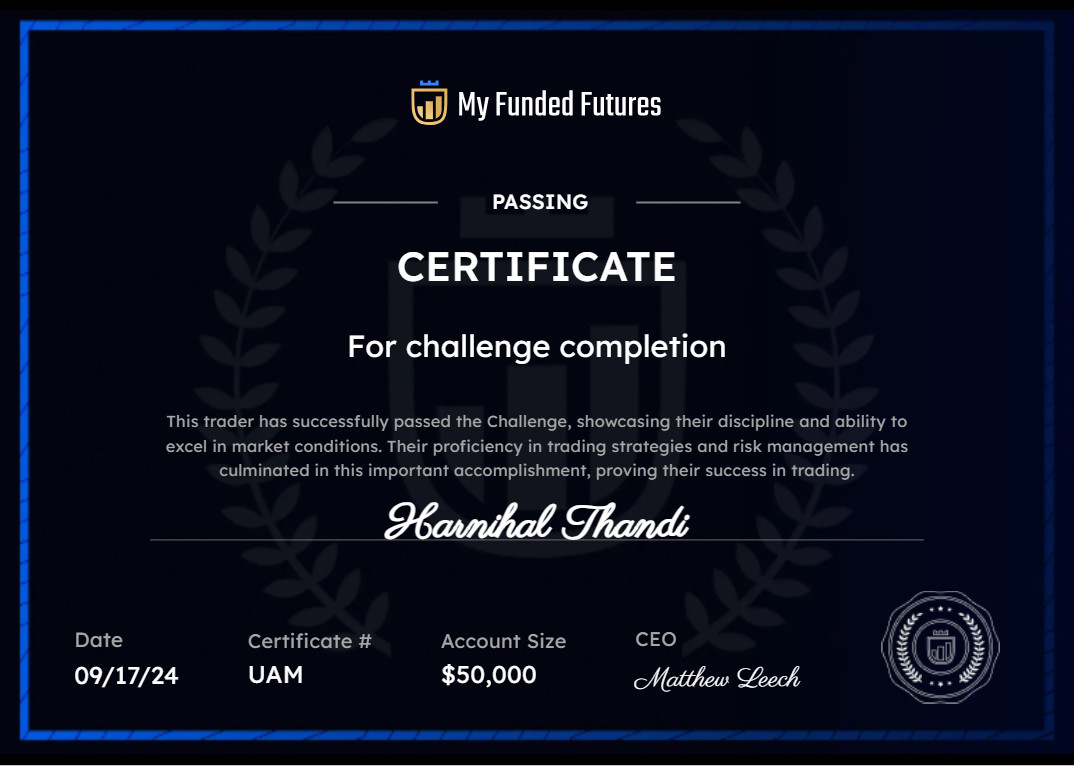 My Funded Futures
PASSING
CERTIFICATE
For challenge completion
This trader has successfully passed the Challenge, showcasing their discipline and ability to
excel in market conditions. Their proficiency in trading strategies and risk management has
culminated in this important accomplishment, proving their success in trading.
Harnihal Thandi
Date
09/17/24
Certificate #
UAM
Account Size
$50,000
CEO
Matthew Leech